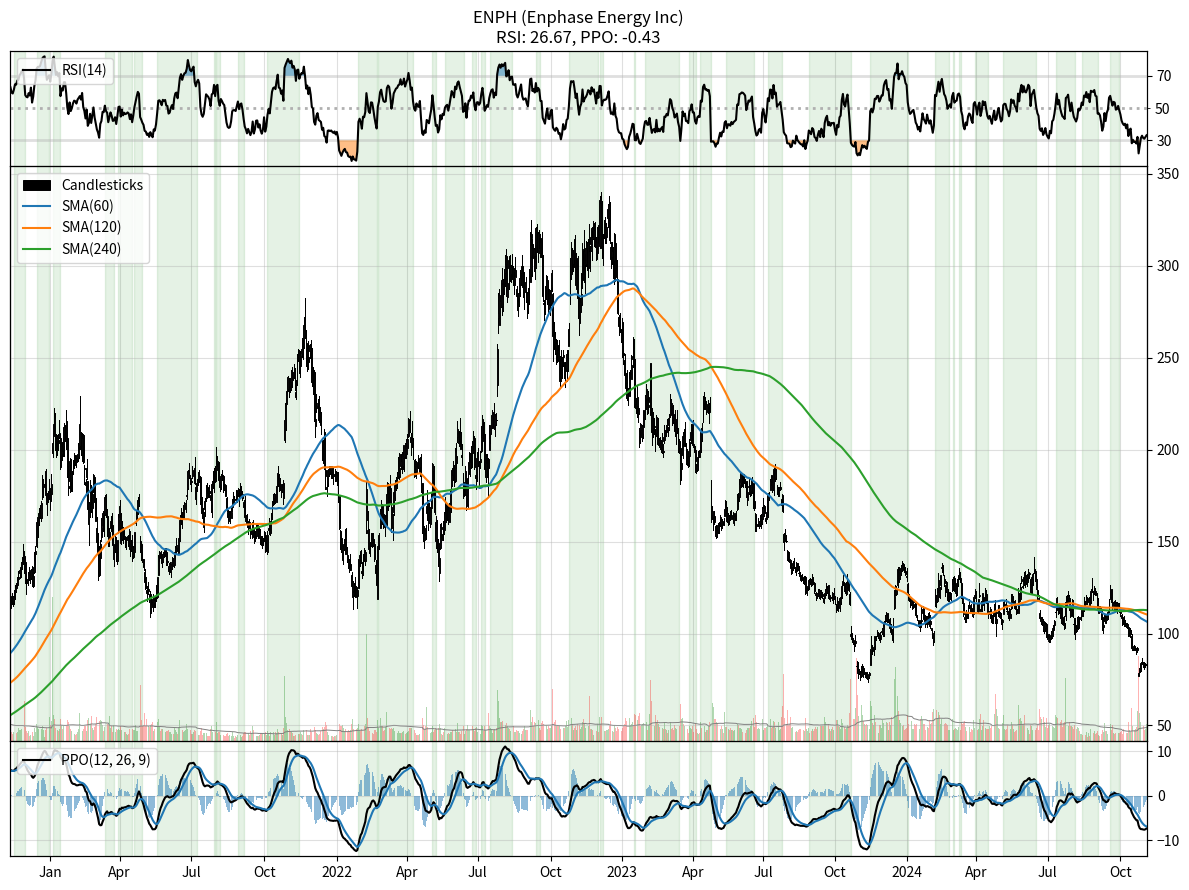 ENPH (Enphase Energy Inc)
RSI: 26.67, PPO: -0.43
RSI(14)
70
50
30
Candlesticks
SMA(60)
SMA(120)
SMA(240)
350
300
250
200
150
100
50
PPO(12, 26, 9)
10
0
−10
Jan Apr Jul Oct 2022 Apr Jul Oct 2023 Apr Jul Oct 2024 Apr Jul Oct